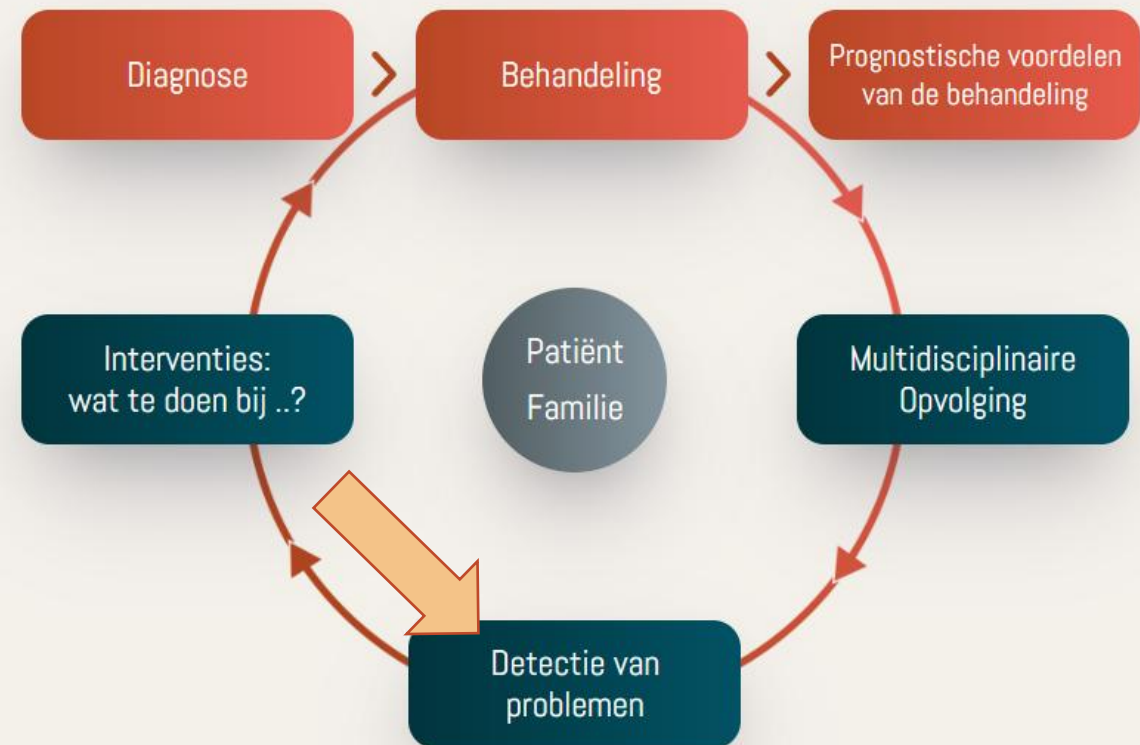 Diagnose
Behandeling
Prognostische voordelen
van de behandeling
Interventies:
wat te doen bij ..?
Patiënt
Familie
Multidisciplinaire
Opvolging
Detectie van
problemen